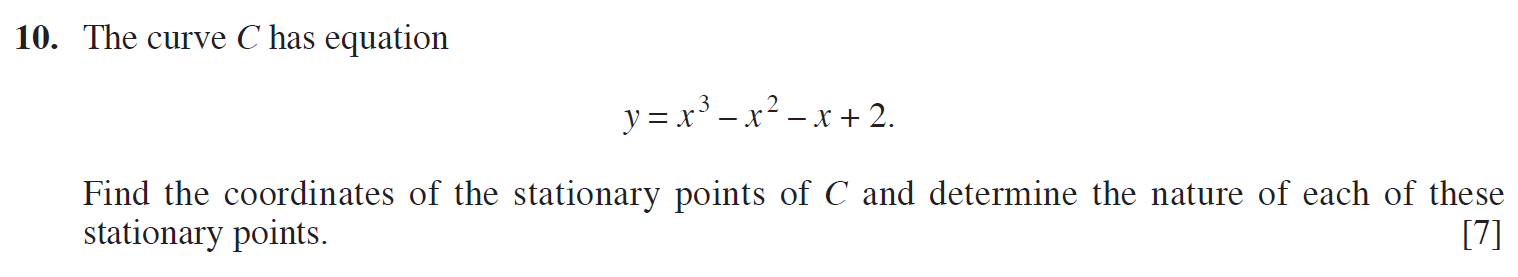 10. The curve C has equation
y = x³ – x² – x + 2.
Find the coordinates of the stationary points of C and determine the nature of each of these
stationary points. [7]